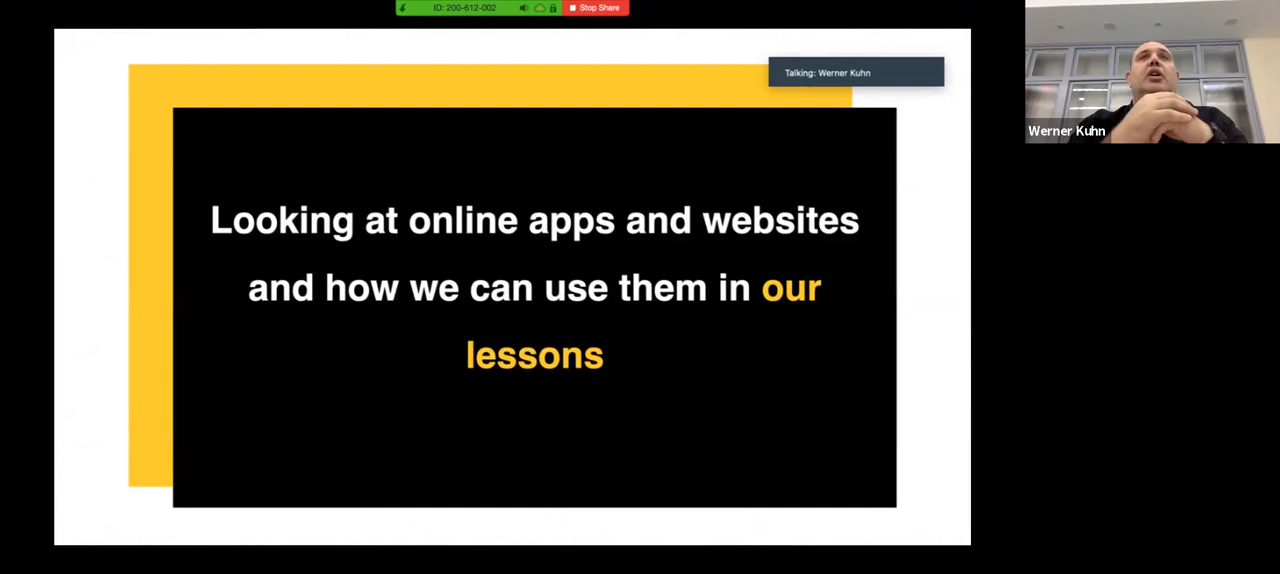 ID: 200-612-002
Stop Share
Talking: Werner Kuhn
Looking at online apps and websites
and how we can use them in our
lessons
Werner Kuhn